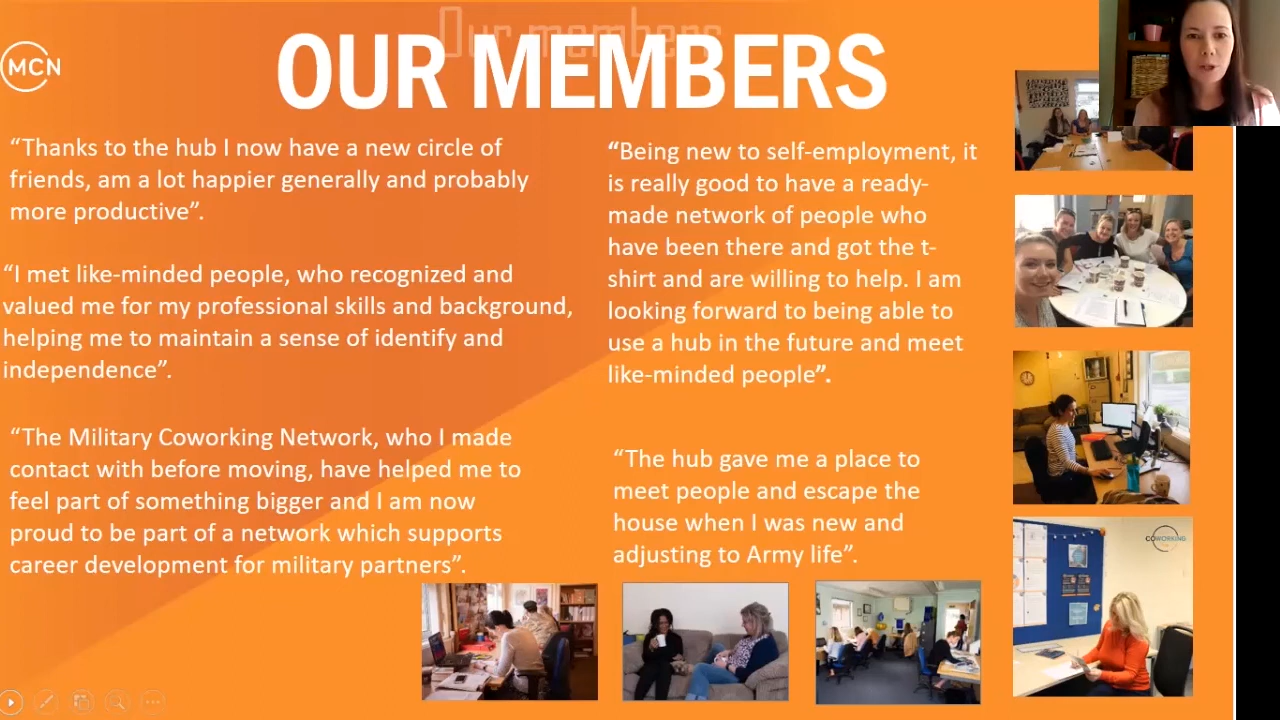 Our members
OUR MEMBERS
MCN
“Thanks to the hub I now have a new circle of
friends, am a lot happier generally and probably
more productive”.
“I met like-minded people, who recognized and
valued me for my professional skills and background,
helping me to maintain a sense of identify and
independence”.
“The Military Coworking Network, who I made
contact with before moving, have helped me to
feel part of something bigger and I am now
proud to be part of a network which supports
career development for military partners”.
“Being new to self-employment, it
is really good to have a ready-
made network of people who
have been there and got the t-
shirt and are willing to help. I am
looking forward to being able to
use a hub in the future and meet
like-minded people”.
“The hub gave me a place to
meet people and escape the
house when I was new and
adjusting to Army life”.
COWORKING